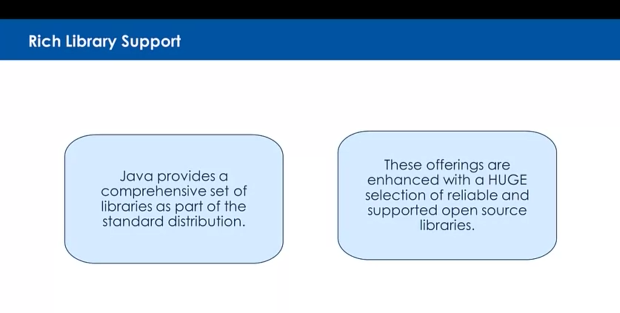 Rich Library Support
Java provides a
comprehensive set of
libraries as part of the
standard distribution.
These offerings are
enhanced with a HUGE
selection of reliable and
supported open source
libraries.